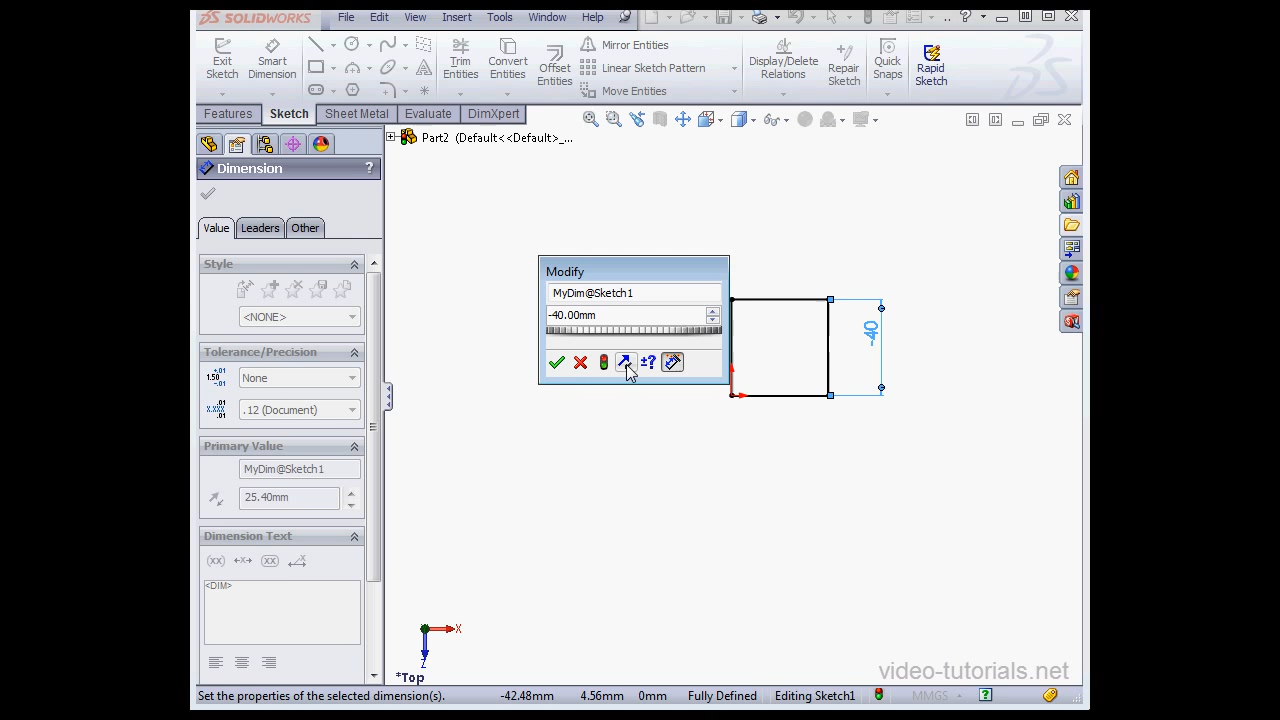 SOLIDWORKS File Edit View Insert Tools Window Help
Exit Sketch
Smart Dimension
Trim Entities
Convert Entities
Offset Entities
Mirror Entities
Linear Sketch Pattern
Move Entities
Display/Delete Relations
Repair Sketch
Quick Snaps
Rapid Sketch
Features Sketch Sheet Metal Evaluate DimXpert
Part2 (Default<<Default>_...
Dimension ?
Value Leaders Other
Style
<NONE>
Tolerance/Precision
None
.12 (Document)
Primary Value
MyDim@Sketch1
25.40mm
Dimension Text
<DIM>
Modify
MyDim@Sketch1
-40.00mm
±?
-40
X
Z
*Top
video-tutorials.net
Set the properties of the selected dimension(s). -42.48mm 4.56mm 0mm Fully Defined Editing Sketch1 MMGS